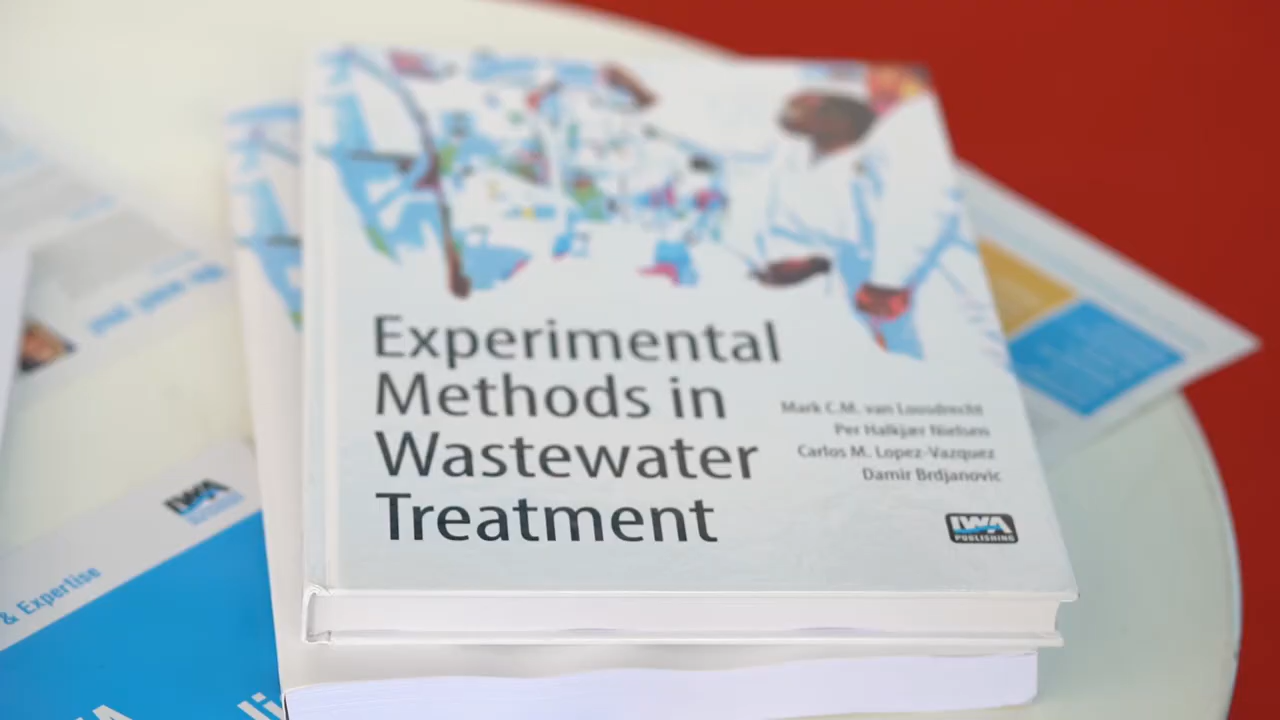 Experimental
Methods in
Wastewater
Treatment
Mark C.M. van Loosdrecht
Per Halkjær Nielsen
Carlos M. Lopez-Vazquez
Damir Brdjanovic
IWA
PUBLISHING
IWA
& Expertise